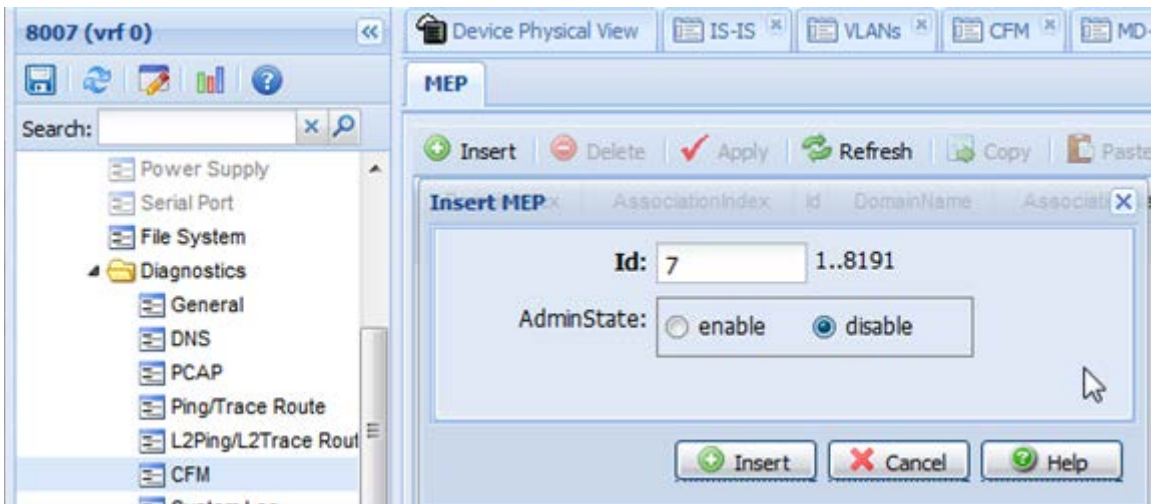 8007 (vrf 0)
Search:
Power Supply
Serial Port
File System
Diagnostics
General
DNS
PCAP
Ping/Trace Route
L2Ping/L2Trace Rout
CFM
Device Physical View IS-IS VLANs CFM MD-
MEP
Insert Delete Apply Refresh Copy Paste
Insert MEP AssociationIndex Id DomainName
Id: 7 1..8191
AdminState: enable disable
Insert Cancel Help